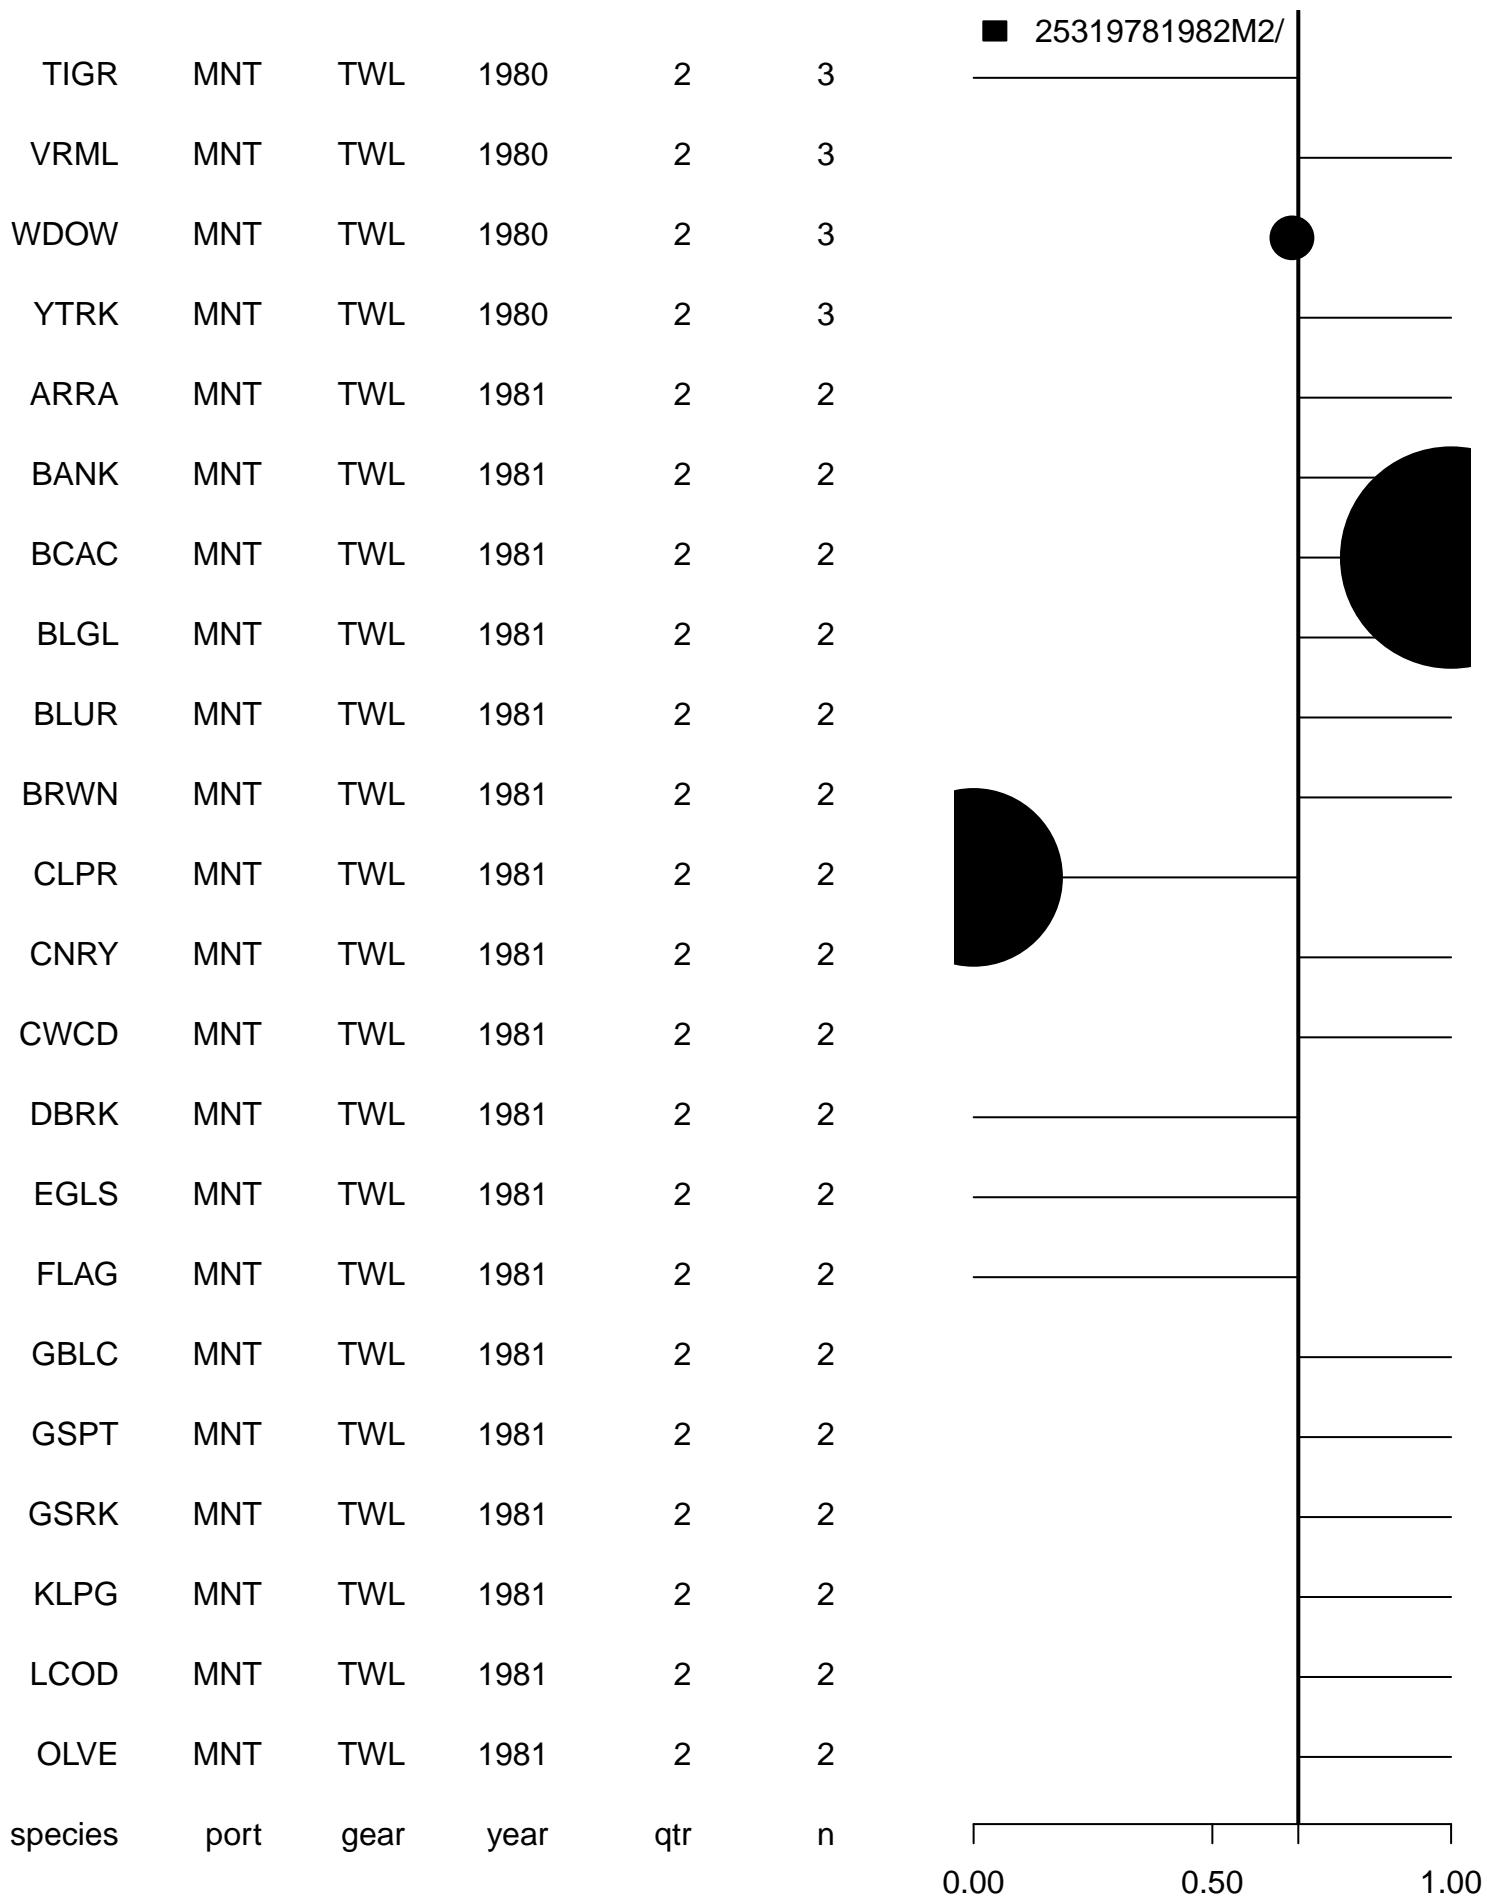 25319781982M2/
TIGR MNT TWL 1980 2 3
VRML MNT TWL 1980 2 3
WDOW MNT TWL 1980 2 3
YTRK MNT TWL 1980 2 3
ARRA MNT TWL 1981 2 2
BANK MNT TWL 1981 2 2
BCAC MNT TWL 1981 2 2
BLGL MNT TWL 1981 2 2
BLUR MNT TWL 1981 2 2
BRWN MNT TWL 1981 2 2
CLPR MNT TWL 1981 2 2
CNRY MNT TWL 1981 2 2
CWCD MNT TWL 1981 2 2
DBRK MNT TWL 1981 2 2
EGLS MNT TWL 1981 2 2
FLAG MNT TWL 1981 2 2
GBLC MNT TWL 1981 2 2
GSPT MNT TWL 1981 2 2
GSRK MNT TWL 1981 2 2
KLPG MNT TWL 1981 2 2
LCOD MNT TWL 1981 2 2
OLVE MNT TWL 1981 2 2
species port gear year qtr n
0.00 0.50 1.00